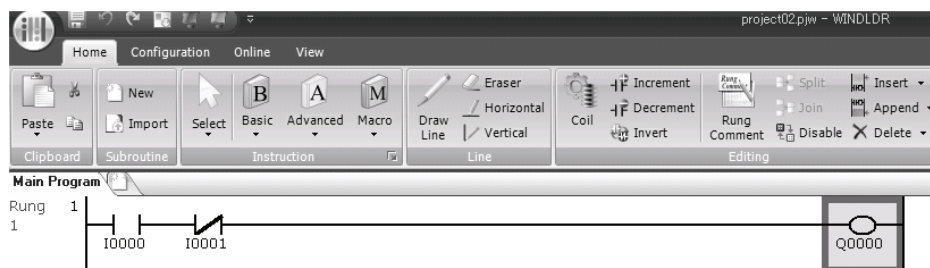 project02.pjw - WINDLDR
Home Configuration Online View
Paste
Clipboard
New
Import
Subroutine
Select
B Basic
A Advanced
M Macro
Instruction
Draw Line
Eraser
Horizontal
Vertical
Line
Coil
Increment
Decrement
Invert
Rung Comment
Rung Comment
Split
Join
Disable
Insert
Append
Delete
Editing
Main Program
Rung 1
1
I0000 I0001 Q0000